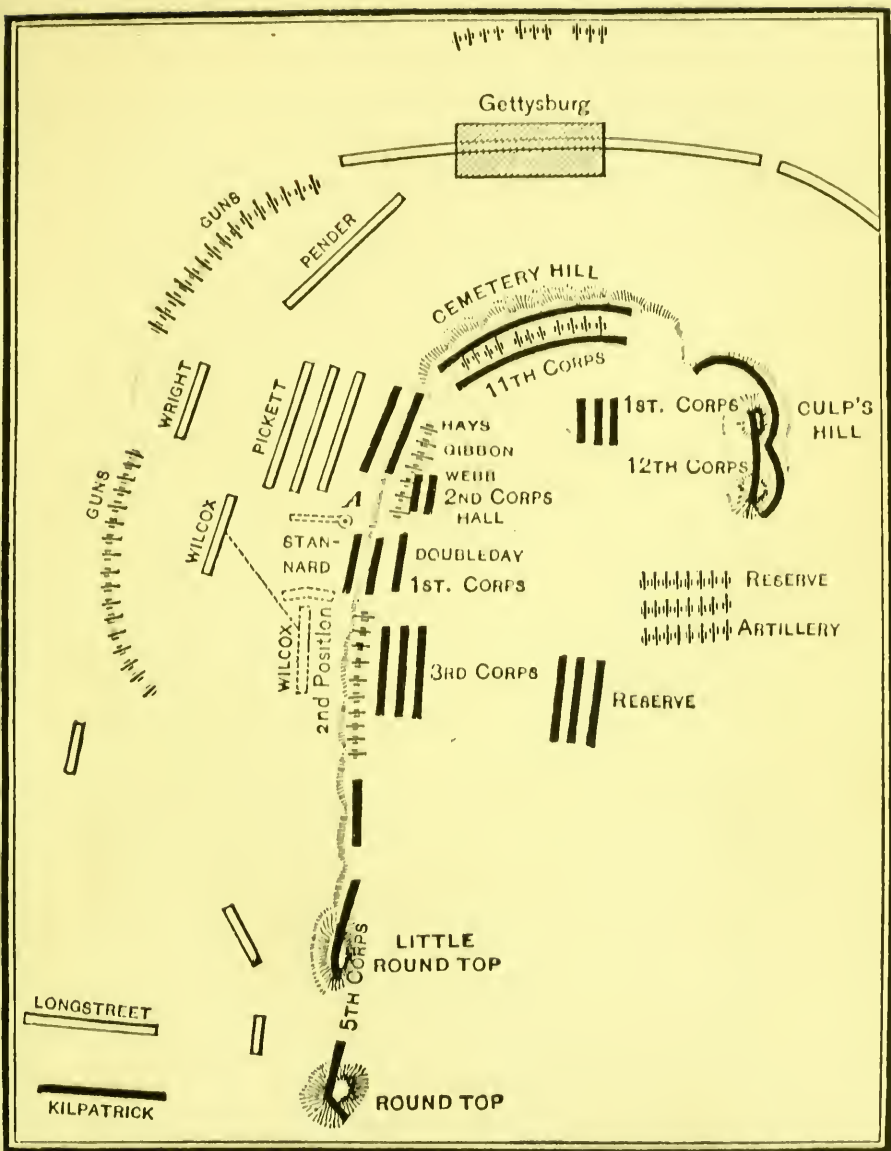 Gettysburg
GUNS
PENDER
CEMETERY HILL
11TH CORPS
WRIGHT
PICKETT
HAYS
GIBBON
WEBB
2ND CORPS
HALL
1ST. CORPS
CULP'S
HILL
12TH CORPS
GUNS
WILCOX
A
STAN-
NARD
DOUBLEDAY
1ST. CORPS
RESERVE
ARTILLERY
WILCOX
2nd Position
3RD CORPS
RESERVE
LITTLE
ROUND TOP
5TH CORPS
LONGSTREET
KILPATRICK
ROUND TOP